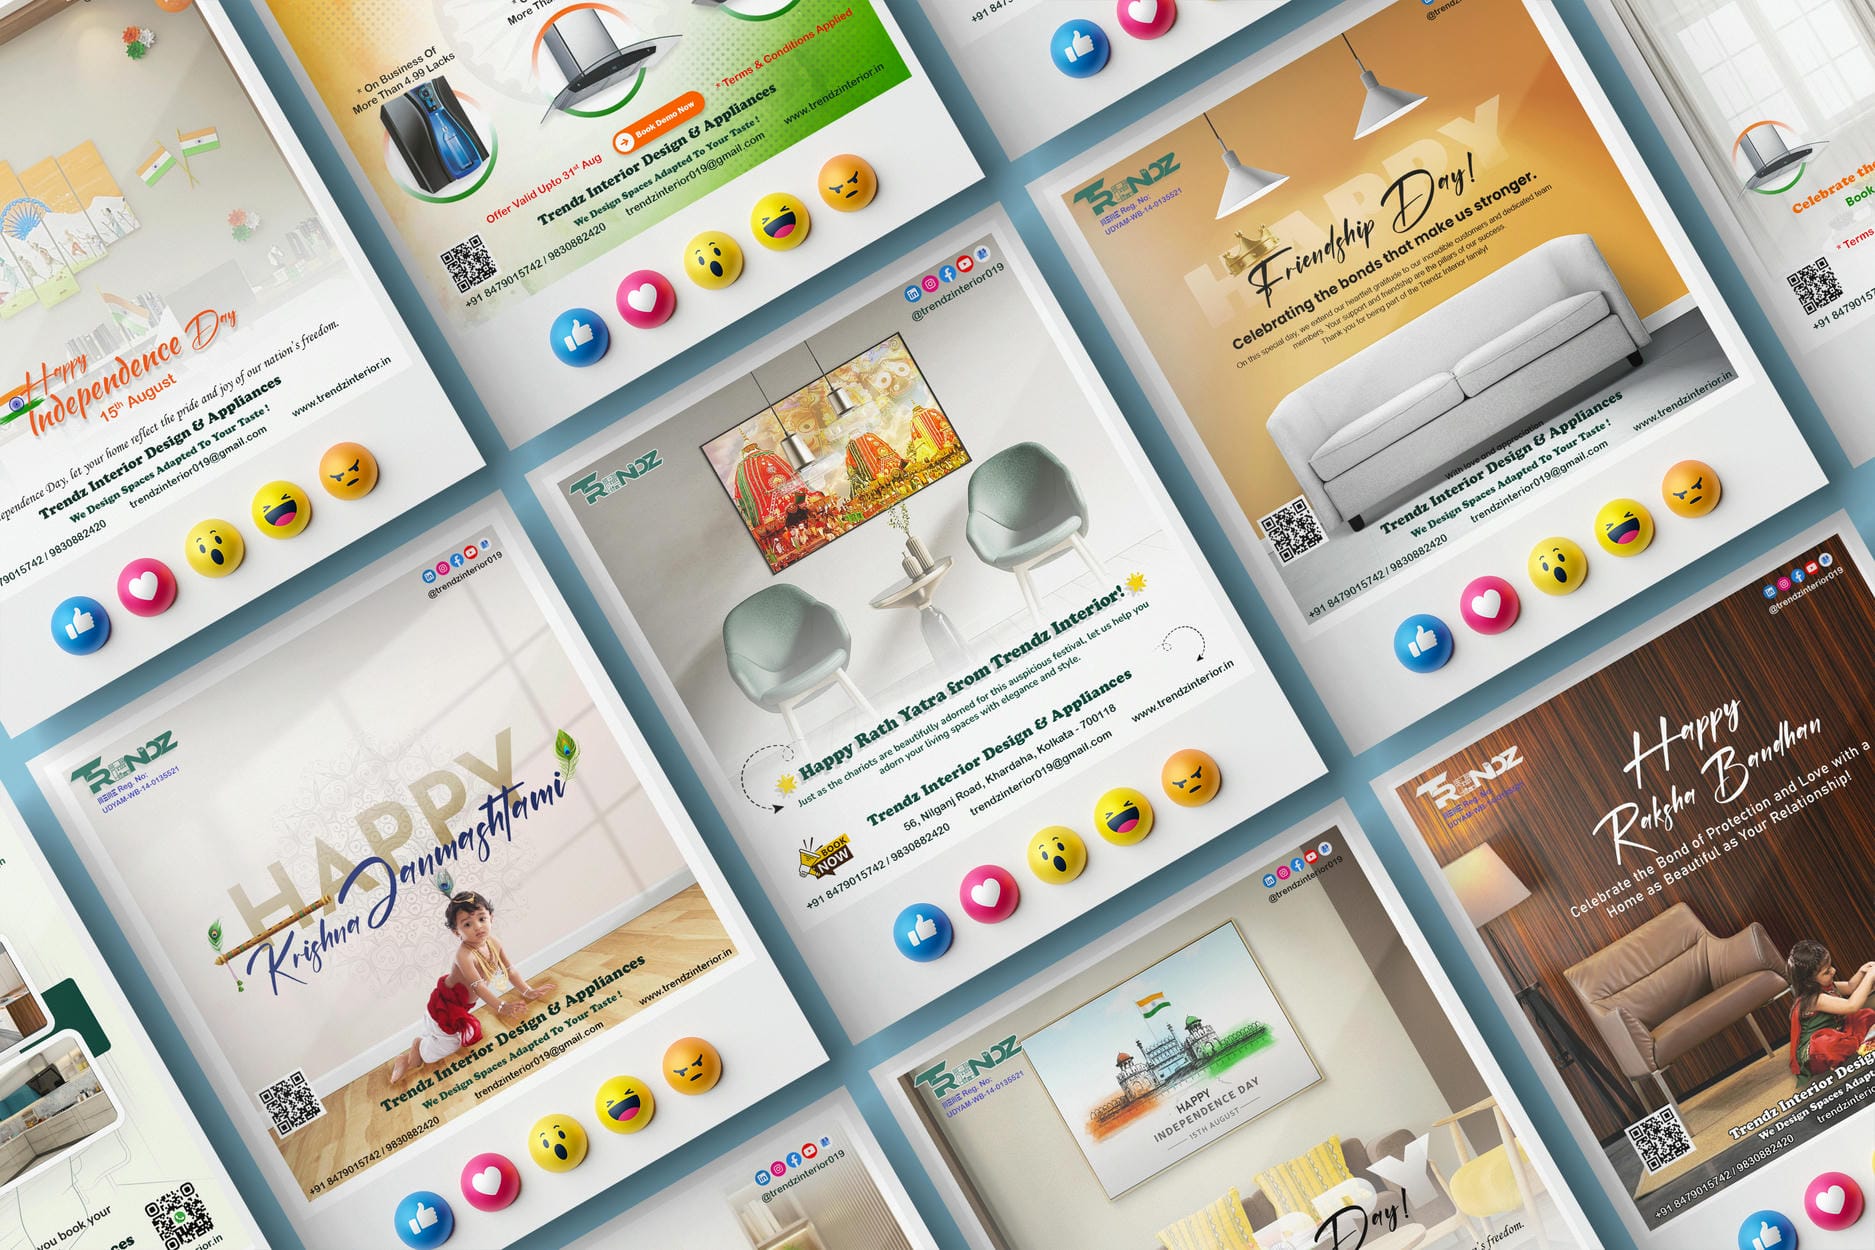 Happy
Independence Day
15th August
ependence Day, let your home reflect the pride and joy of our nation's freedom.
Trendz Interior Design & Appliances
We Design Spaces Adapted To Your Taste !
79015742 / 9830882420
trendzinterior019@gmail.com
www.trendzinterior.in
* On Business Of
More Than 4.99 Lacks
More Than
Book Demo Now
* Terms & Conditions Applied
Offer Valid Upto 31st Aug
Trendz Interior Design & Appliances
We Design Spaces Adapted To Your Taste !
trendzinterior019@gmail.com
www.trendzinterior.in
+91 8479015742 / 9830882420
+91 847
TRENDZ
MSME Reg. No:
UDYAM-WB-14-0135521
HAPPY
Friendship Day!
Celebrating the bonds that make us stronger.
On this special day, we extend our heartfelt gratitude to our incredible customers and dedicated team
members. Your support and friendship are the pillars of our success.
Thank you for being part of the Trendz Interior family!
With love and appreciation
Trendz Interior Design & Appliances
We Design Spaces Adapted To Your Taste !
trendzinterior019@gmail.com
www.trendzinterior.in
+91 8479015742 / 9830882420
@trendz
Celebrate the
Book
* Terms
+91 8479015742
TRENDZ
@trendzinterior019
Happy Rath Yatra from Trendz Interior!
Just as the chariots are beautifully adorned for this auspicious festival, let us help you
adorn your living spaces with elegance and style.
Trendz Interior Design & Appliances
56, Nilganj Road, Khardaha, Kolkata - 700118
trendzinterior019@gmail.com
www.trendzinterior.in
BOOK
NOW
+91 8479015742 / 9830882420
TRENDZ
MSME Reg. No:
UDYAM-WB-14-0135521
@trendzinterior019
HAPPY
Krishna Janmashtami
Trendz Interior Design & Appliances
We Design Spaces Adapted To Your Taste !
trendzinterior019@gmail.com
www.trendzinterior.in
+91 8479015742 / 9830882420
TRENDZ
MSME Reg. No:
UDYAM-WB-14-0135521
@trendzinterior019
Happy
Raksha Bandhan
Celebrate the Bond of Protection and Love with a
Home as Beautiful as Your Relationship!
Trendz Interior Design
We Design Spaces Adapt
trendzinterior
+91 8479015742 / 9830882420
TRENDZ
MSME Reg. No:
UDYAM-WB-14-0135521
@trendzinterior019
HAPPY
INDEPENDENCE DAY
15TH AUGUST
Day!
's freedom.
@trendzinterior019
you book your
ces
ior.in